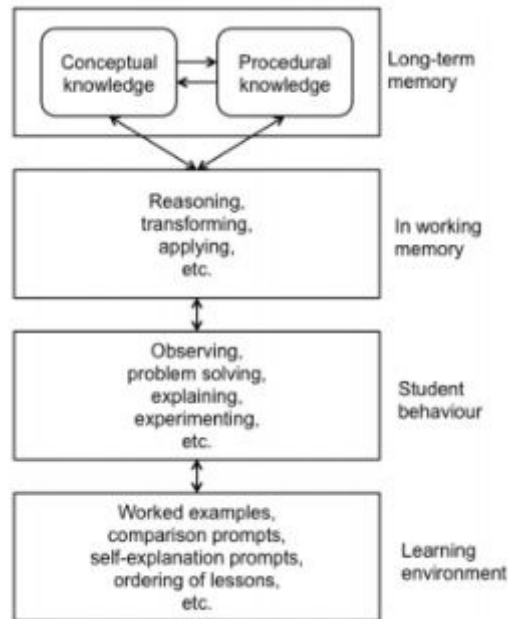 Conceptual
knowledge
Procedural
knowledge
Long-term
memory
Reasoning,
transforming,
applying,
etc.
In working
memory
Observing,
problem solving,
explaining,
experimenting,
etc.
Student
behaviour
Worked examples,
comparison prompts,
self-explanation prompts,
ordering of lessons,
etc.
Learning
environment